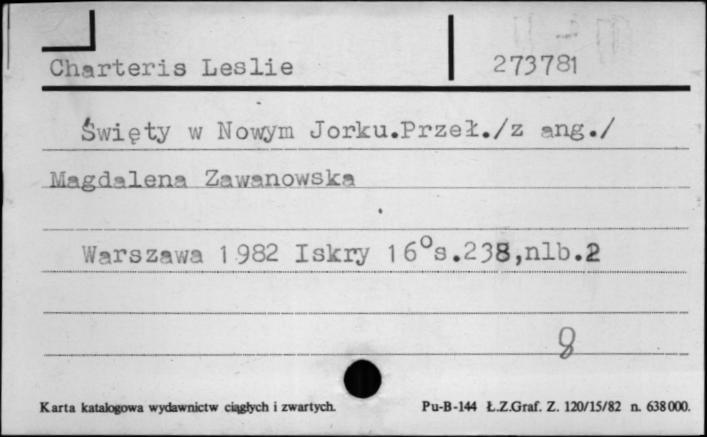 Charteris Leslie 273781
Święty w Nowym Jorku.Przeł./z ang./
Magdalena Zawanowska
Warszawa 1982 Iskry 16°s.238,nlb.2
8
Karta katalogowa wydawnictw ciągłych i zwartych. Pu-B-144 Ł.Z.Graf. Z. 120/15/82 n. 638000.